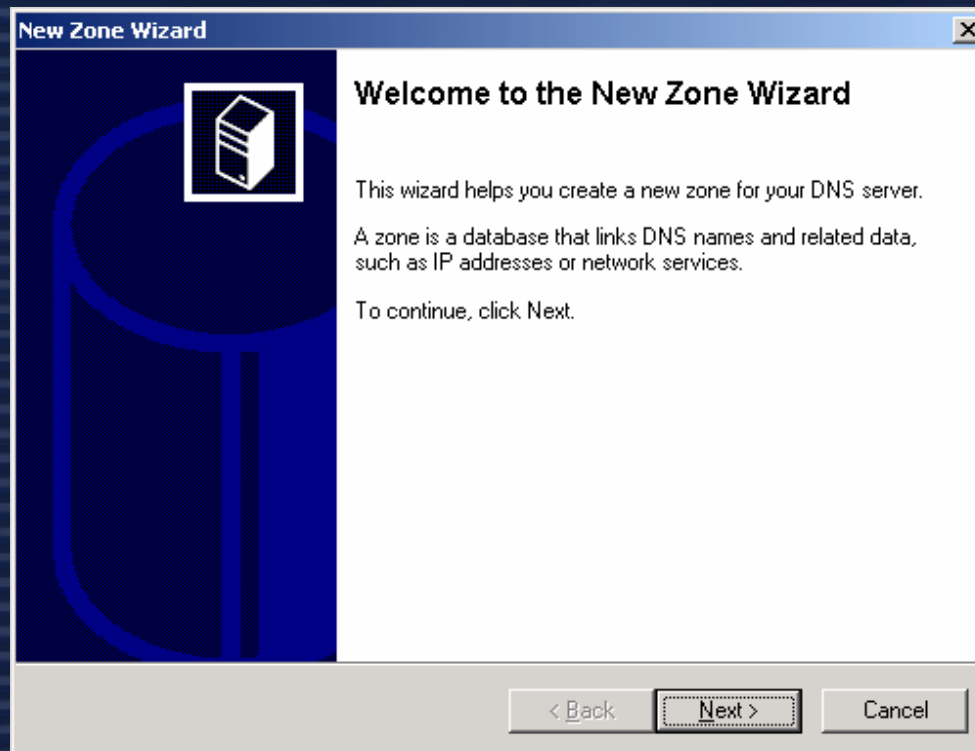 New Zone Wizard
Welcome to the New Zone Wizard
This wizard helps you create a new zone for your DNS server.
A zone is a database that links DNS names and related data,
such as IP addresses or network services.
To continue, click Next.
< Back
Next >
Cancel